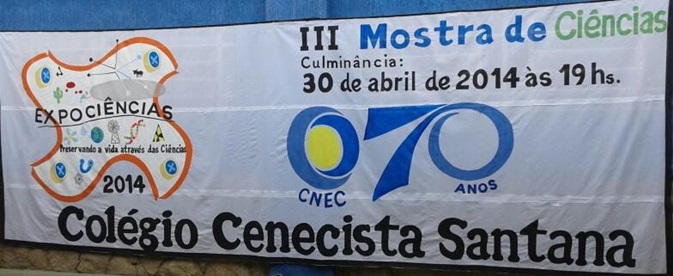 III Mostra de Ciências
Culminância:
30 de abril de 2014 às 19 hs.
EXPOCIÊNCIAS
Preservando a vida através das Ciências
2014
70
CNEC
ANOS
Colégio Cenecista Santana